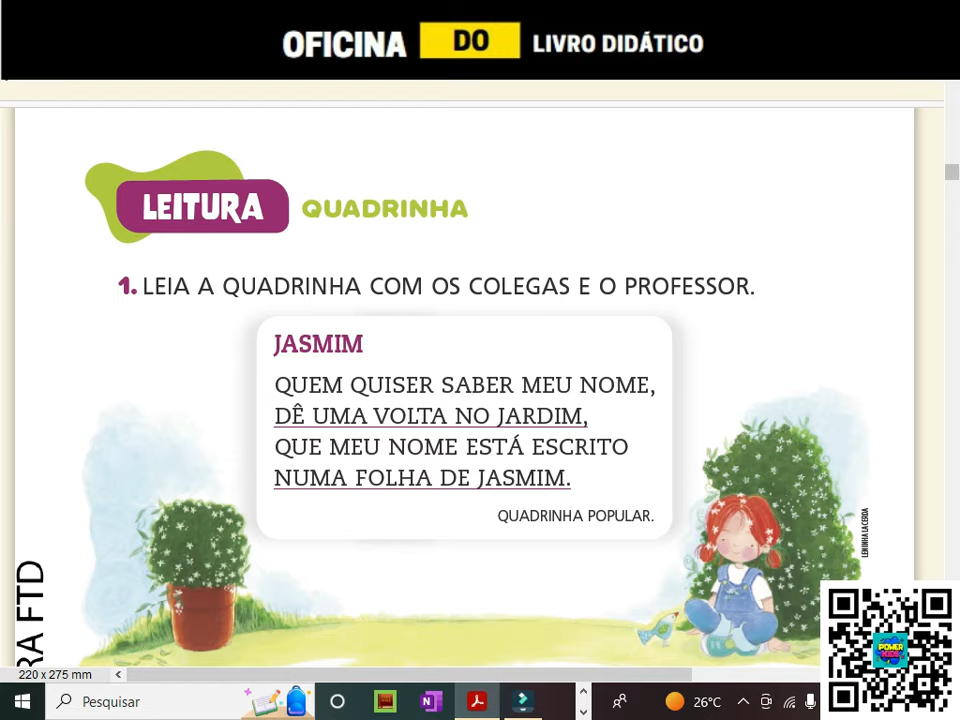 OFICINA DO LIVRO DIDÁTICO
LEITURA QUADRINHA
1. LEIA A QUADRINHA COM OS COLEGAS E O PROFESSOR.
JASMIM
QUEM QUISER SABER MEU NOME,
DÊ UMA VOLTA NO JARDIM,
QUE MEU NOME ESTÁ ESCRITO
NUMA FOLHA DE JASMIM.
QUADRINHA POPULAR.
RA FTD
POWER KIDS
220 x 275 mm
Pesquisar
26°C